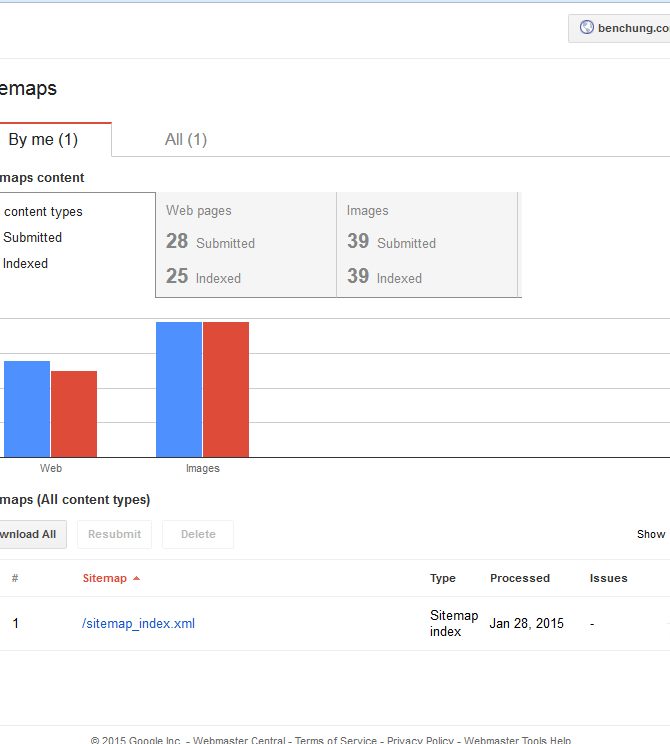 benchung.co
emaps
By me (1) All (1)
maps content
content types Web pages Images
Submitted 28 Submitted 39 Submitted
Indexed 25 Indexed 39 Indexed
Web Images
maps (All content types)
wnload All Resubmit Delete Show
# Sitemap Type Processed Issues
1 /sitemap_index.xml Sitemap index Jan 28, 2015 -
© 2015 Google Inc. - Webmaster Central - Terms of Service - Privacy Policy - Webmaster Tools Help